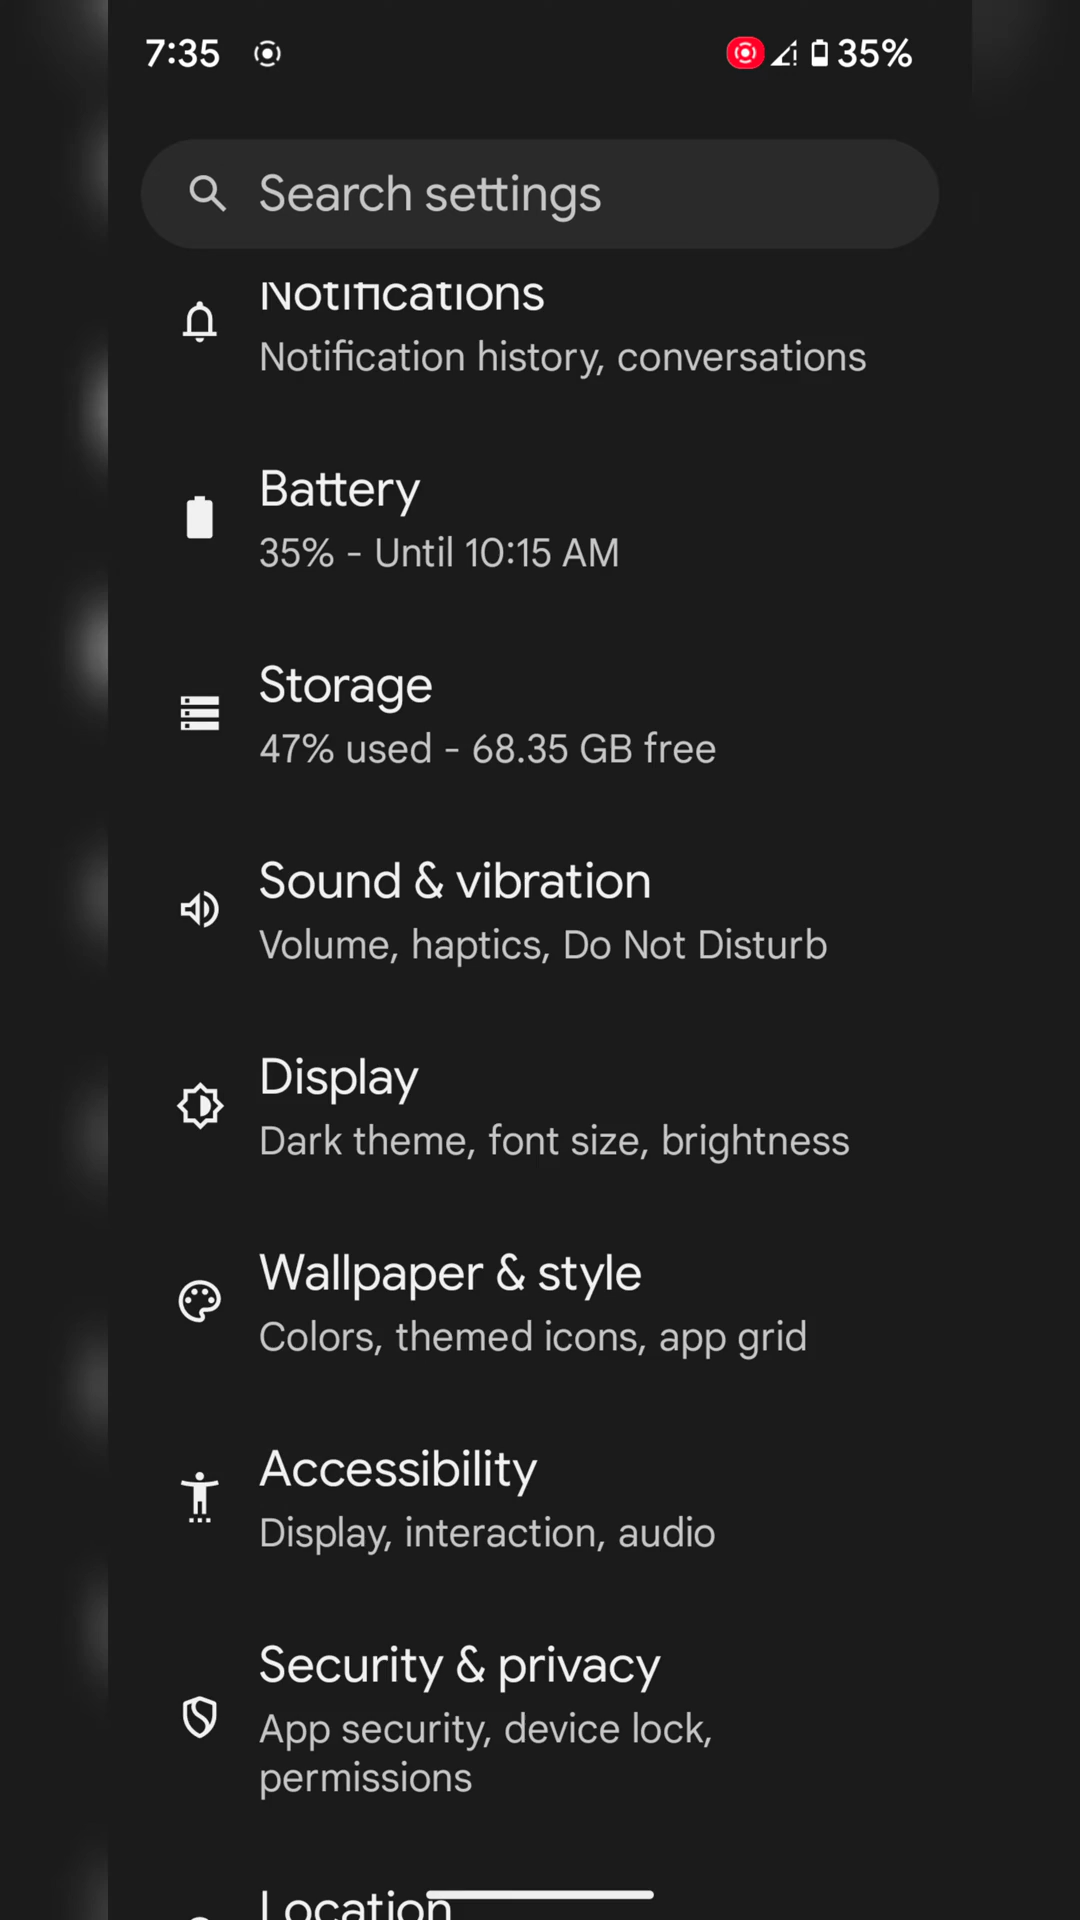 7:35
35%
Search settings
Notifications
Notification history, conversations
Battery
35% - Until 10:15 AM
Storage
47% used - 68.35 GB free
Sound & vibration
Volume, haptics, Do Not Disturb
Display
Dark theme, font size, brightness
Wallpaper & style
Colors, themed icons, app grid
Accessibility
Display, interaction, audio
Security & privacy
App security, device lock,
permissions
Location